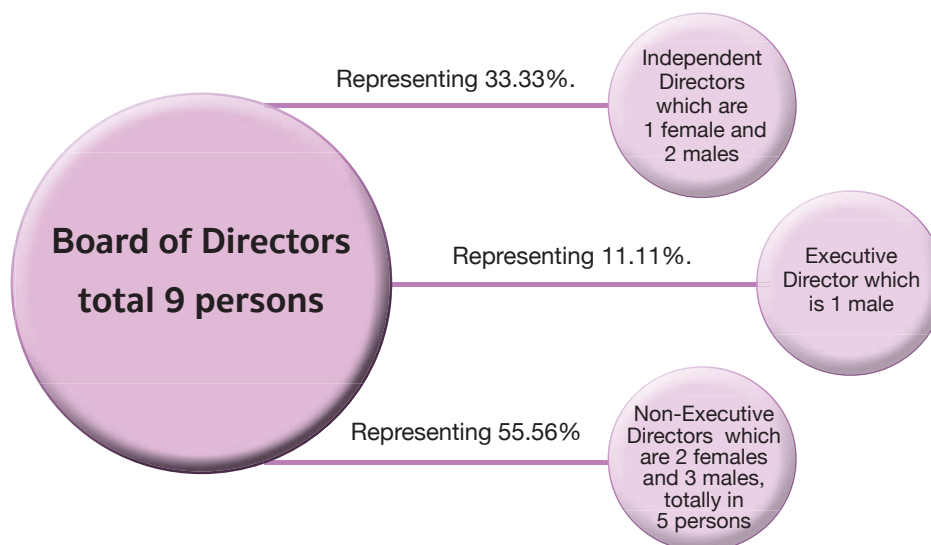 Board of Directors
total 9 persons
Representing 33.33%.
Independent
Directors
which are
1 female and
2 males
Representing 11.11%.
Executive
Director which
is 1 male
Representing 55.56%
Non-Executive
Directors which
are 2 females
and 3 males,
totally in
5 persons